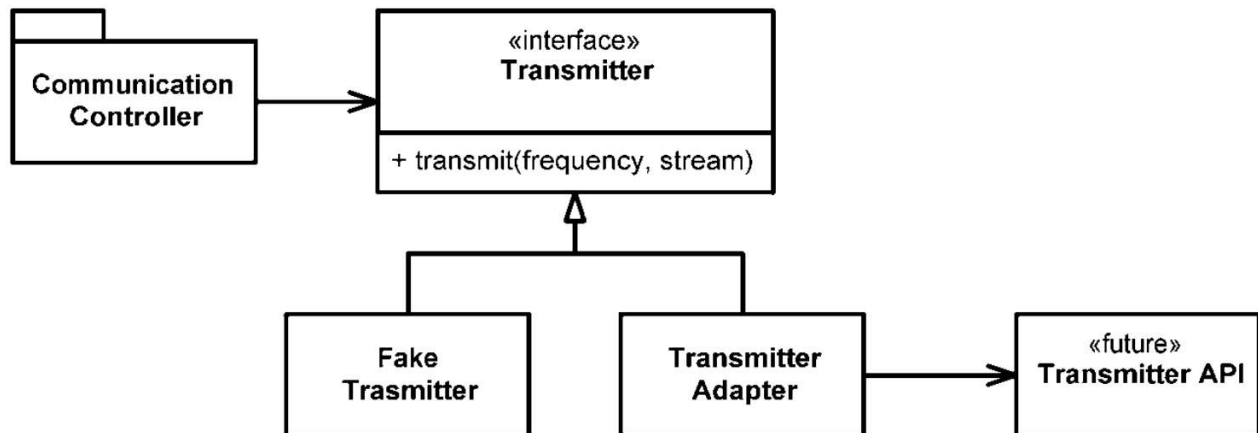 Communication
Controller
«interface»
Transmitter
+ transmit(frequency, stream)
Fake
Trasmitter
Transmitter
Adapter
«future»
Transmitter API